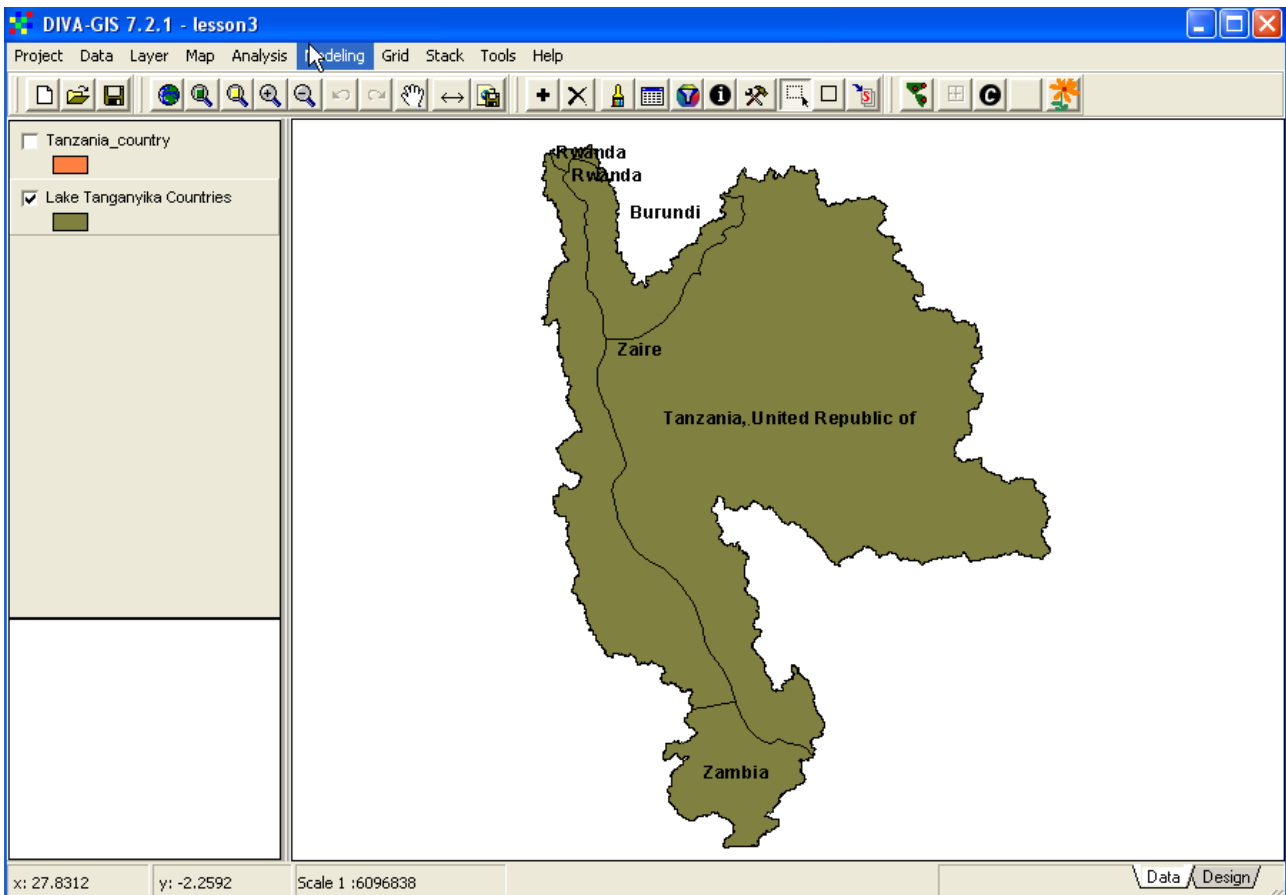 DIVA-GIS 7.2.1 - lesson3
Project Data Layer Map Analysis Modeling Grid Stack Tools Help
Tanzania_country
Lake Tanganyika Countries
Rwanda
Rwanda
Burundi
Zaire
Tanzania, United Republic of
Zambia
x: 27.8312 y: -2.2592 Scale 1 :6096838 Data Design